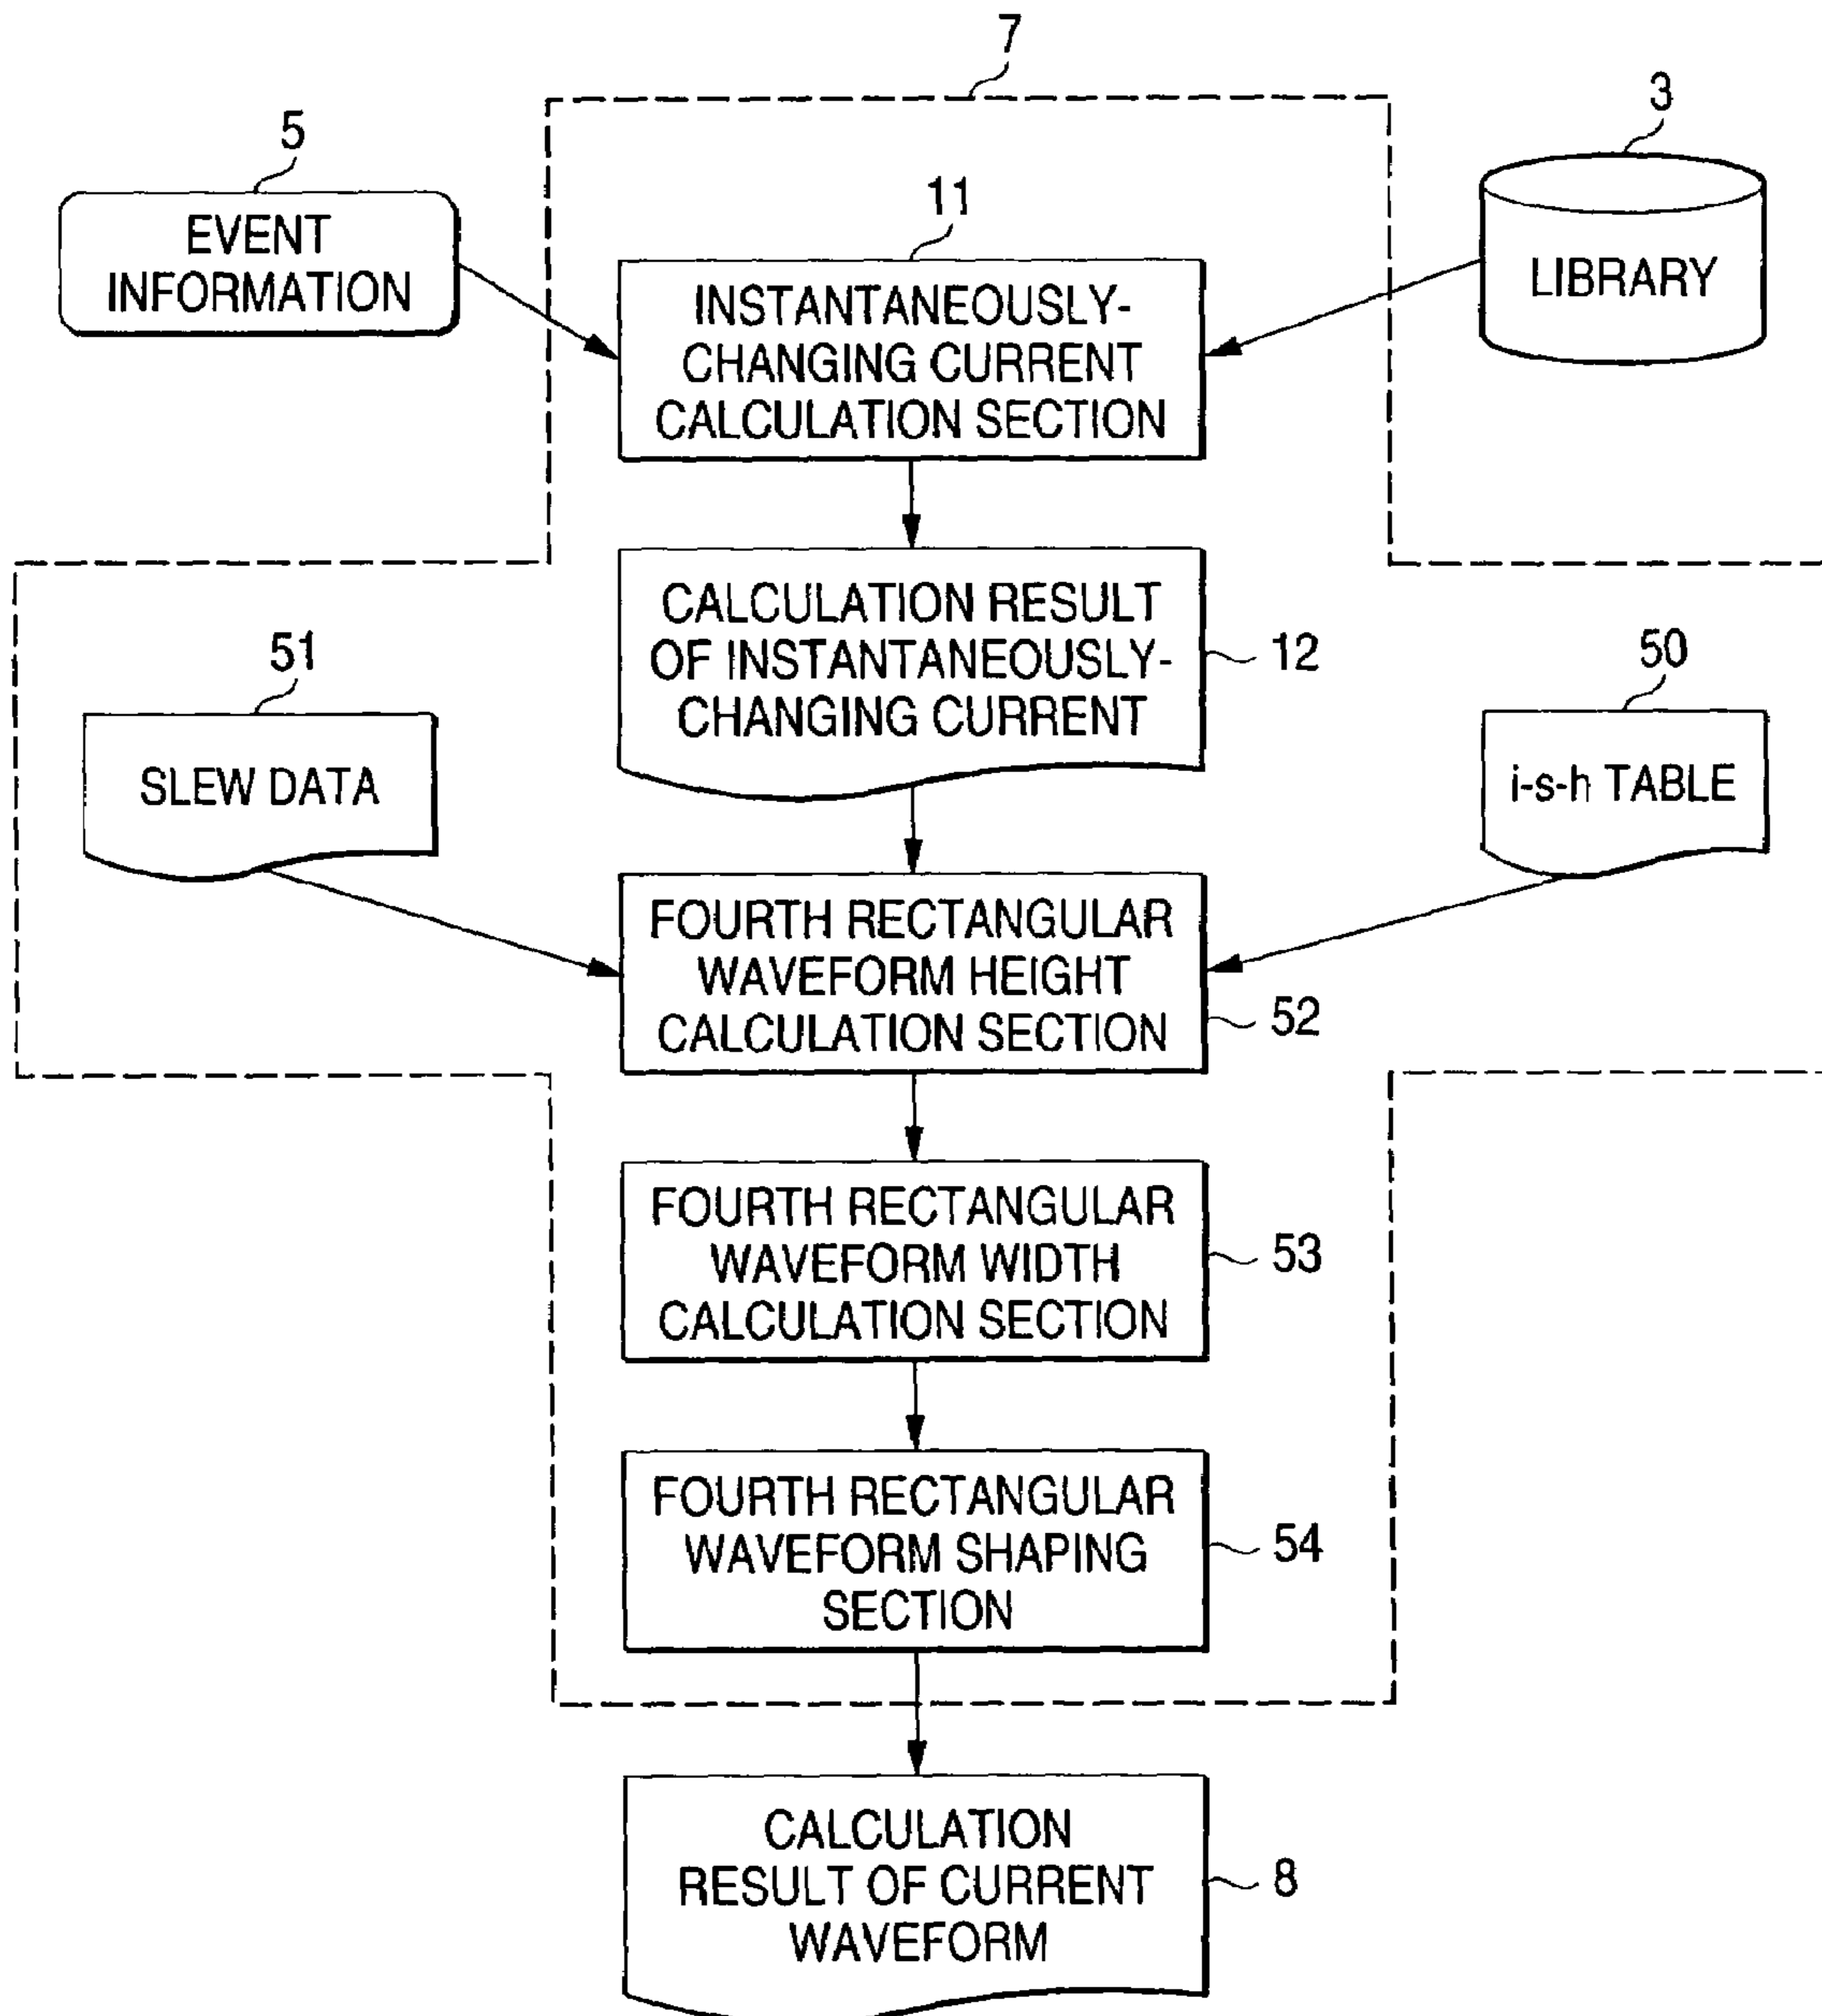 7
3
5
EVENT
INFORMATION
11
LIBRARY
INSTANTANEOUSLY-
CHANGING CURRENT
CALCULATION SECTION
CALCULATION RESULT
OF INSTANTANEOUSLY-
CHANGING CURRENT
12
51
SLEW DATA
50
i-s-h TABLE
FOURTH RECTANGULAR
WAVEFORM HEIGHT
CALCULATION SECTION
52
FOURTH RECTANGULAR
WAVEFORM WIDTH
CALCULATION SECTION
53
FOURTH RECTANGULAR
WAVEFORM SHAPING
SECTION
54
CALCULATION
RESULT OF CURRENT
WAVEFORM
8